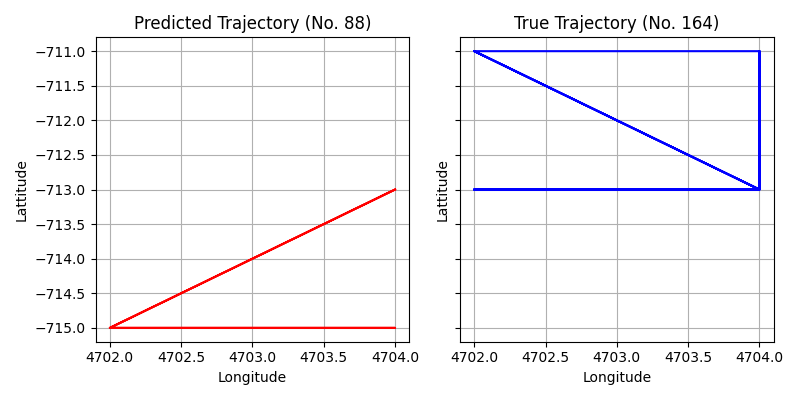 Predicted Trajectory (No. 88)
True Trajectory (No. 164)
Lattitude
−711.0
−711.5
−712.0
−712.5
−713.0
−713.5
−714.0
−714.5
−715.0
4702.0 4702.5 4703.0 4703.5 4704.0
Longitude
Lattitude
4702.0 4702.5 4703.0 4703.5 4704.0
Longitude